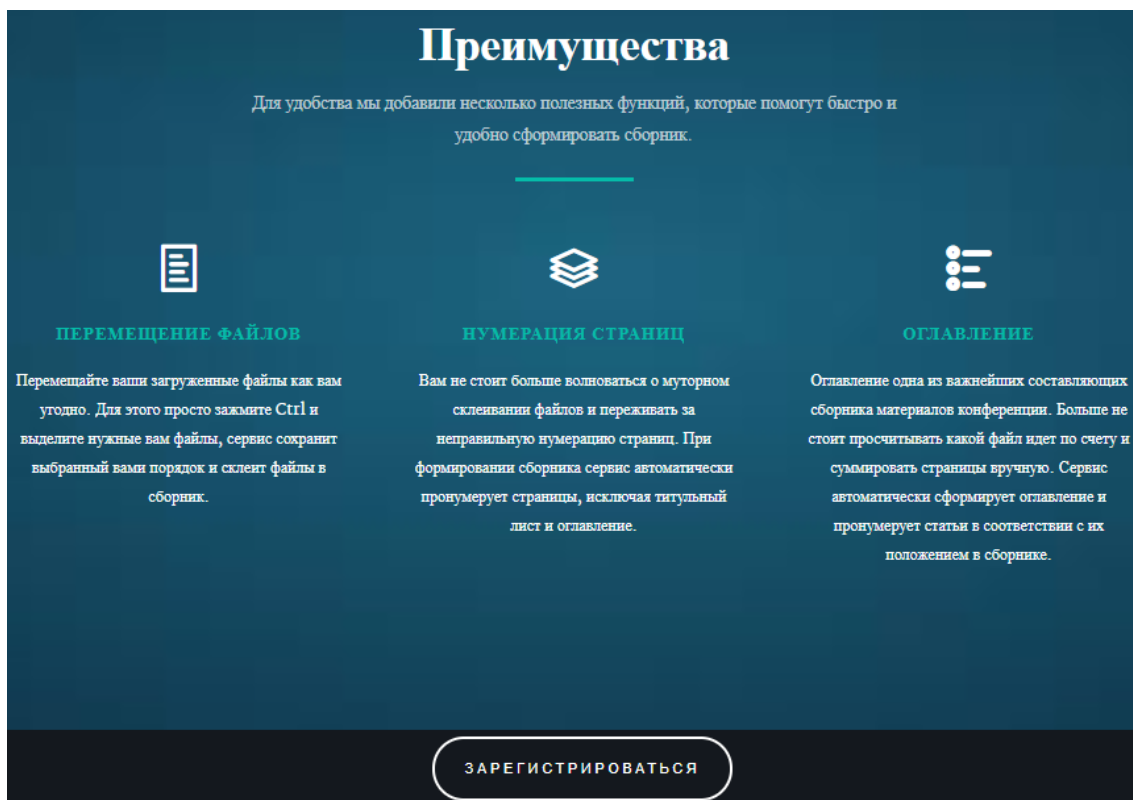 Преимущества
Для удобства мы добавили несколько полезных функций, которые помогут быстро и
удобно сформировать сборник.
ПЕРЕМЕЩЕНИЕ ФАЙЛОВ
Перемещайте ваши загруженные файлы как вам
угодно. Для этого просто зажмите Ctrl и
выделите нужные вам файлы, сервис сохранит
выбранный вами порядок и склеит файлы в
сборник.
НУМЕРАЦИЯ СТРАНИЦ
Вам не стоит больше волноваться о муторном
склеивании файлов и переживать за
неправильную нумерацию страниц. При
формировании сборника сервис автоматически
пронумерует страницы, исключая титульный
лист и оглавление.
ОГЛАВЛЕНИЕ
Оглавление одна из важнейших составляющих
сборника материалов конференции. Больше не
стоит просчитывать какой файл идет по счету и
суммировать страницы вручную. Сервис
автоматически сформирует оглавление и
пронумерует статьи в соответствии с их
положением в сборнике.
ЗАРЕГИСТРИРОВАТЬСЯ